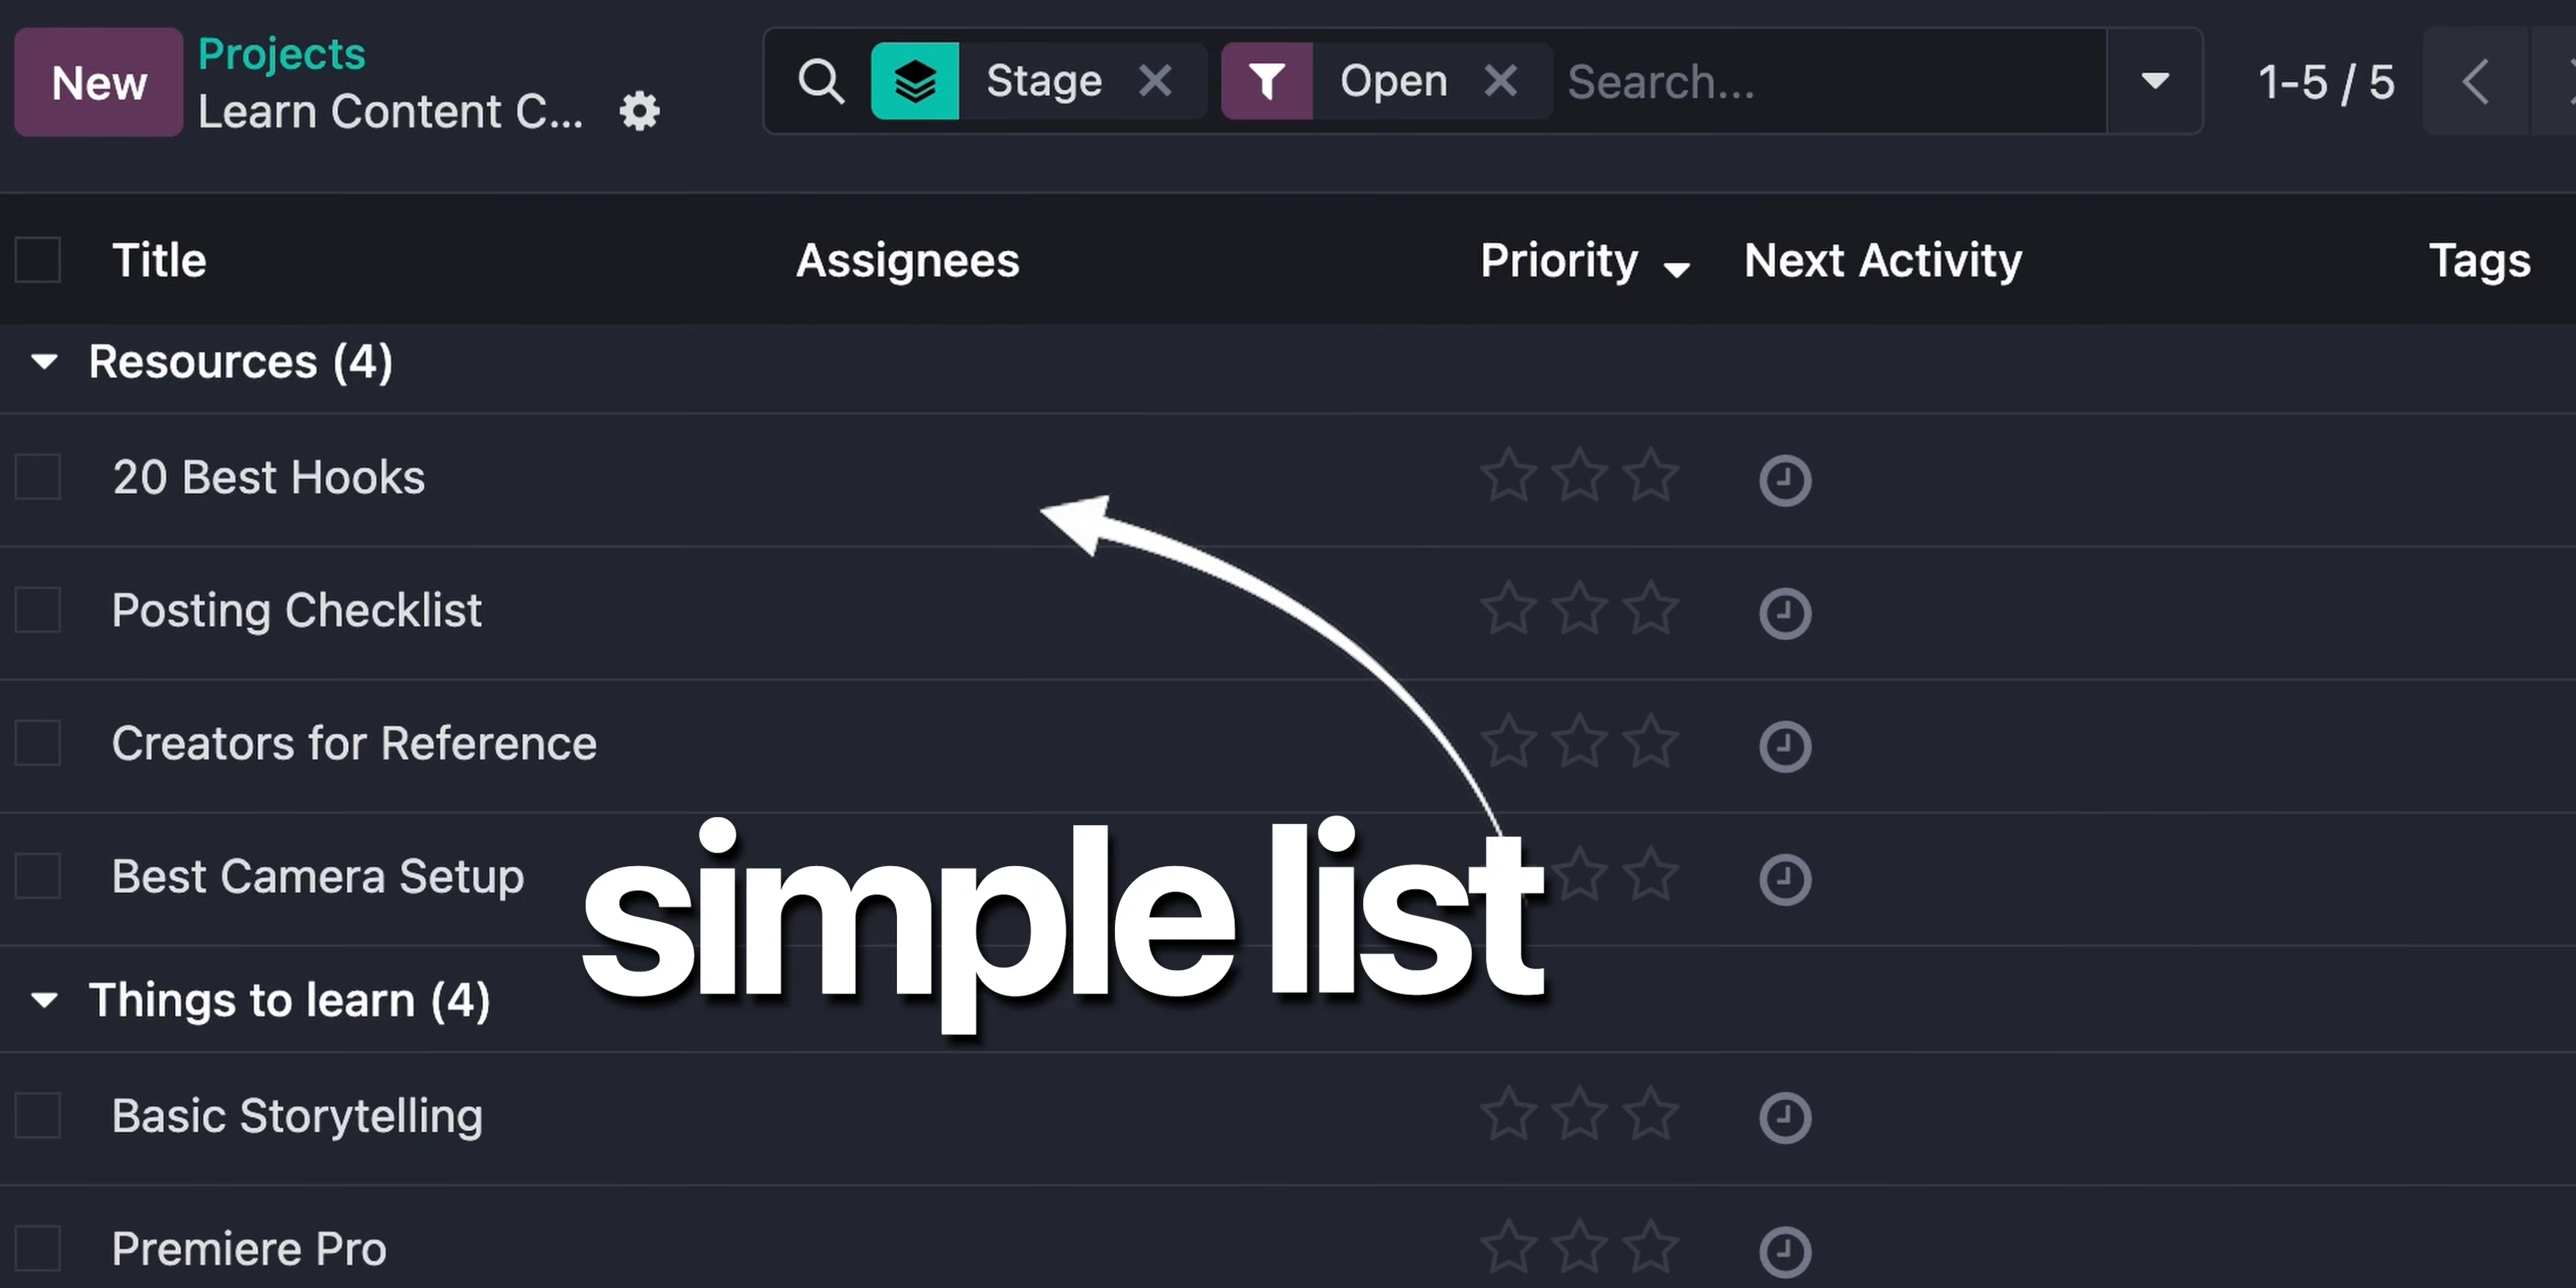 New
Projects
Learn Content C...
Stage
Open
Search...
1-5 / 5
Title
Assignees
Priority
Next Activity
Tags
Resources (4)
20 Best Hooks
Posting Checklist
Creators for Reference
Best Camera Setup
simple list
Things to learn (4)
Basic Storytelling
Premiere Pro